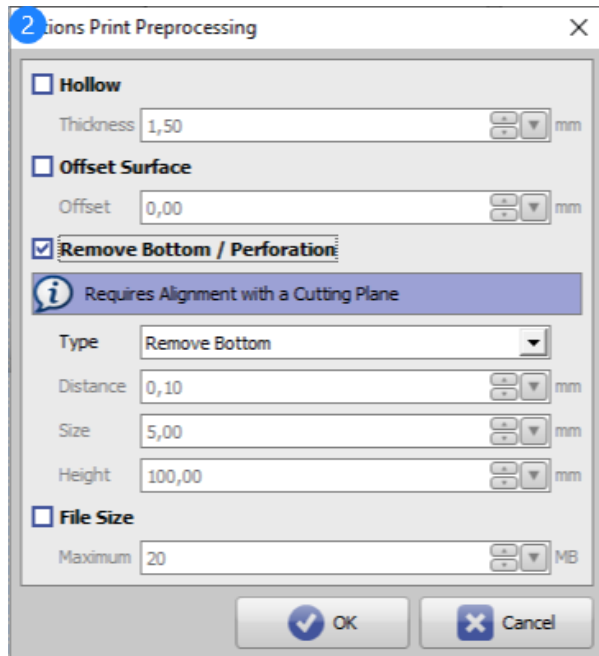 2
tions Print Preprocessing
Hollow
Thickness 1,50 mm
Offset Surface
Offset 0,00 mm
Remove Bottom / Perforation
i Requires Alignment with a Cutting Plane
Type Remove Bottom
Distance 0,10 mm
Size 5,00 mm
Height 100,00 mm
File Size
Maximum 20 MB
OK Cancel